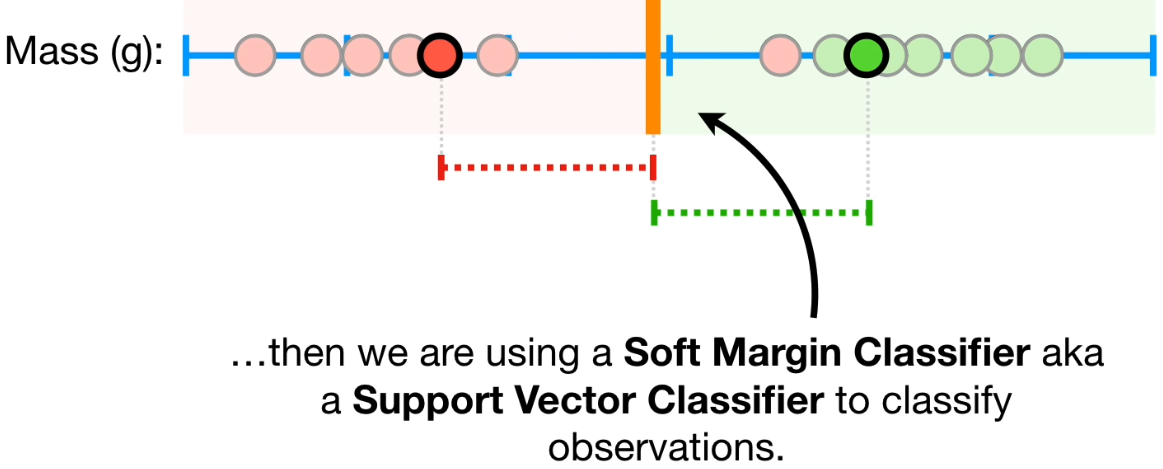 Mass (g):
...then we are using a Soft Margin Classifier aka
a Support Vector Classifier to classify
observations.